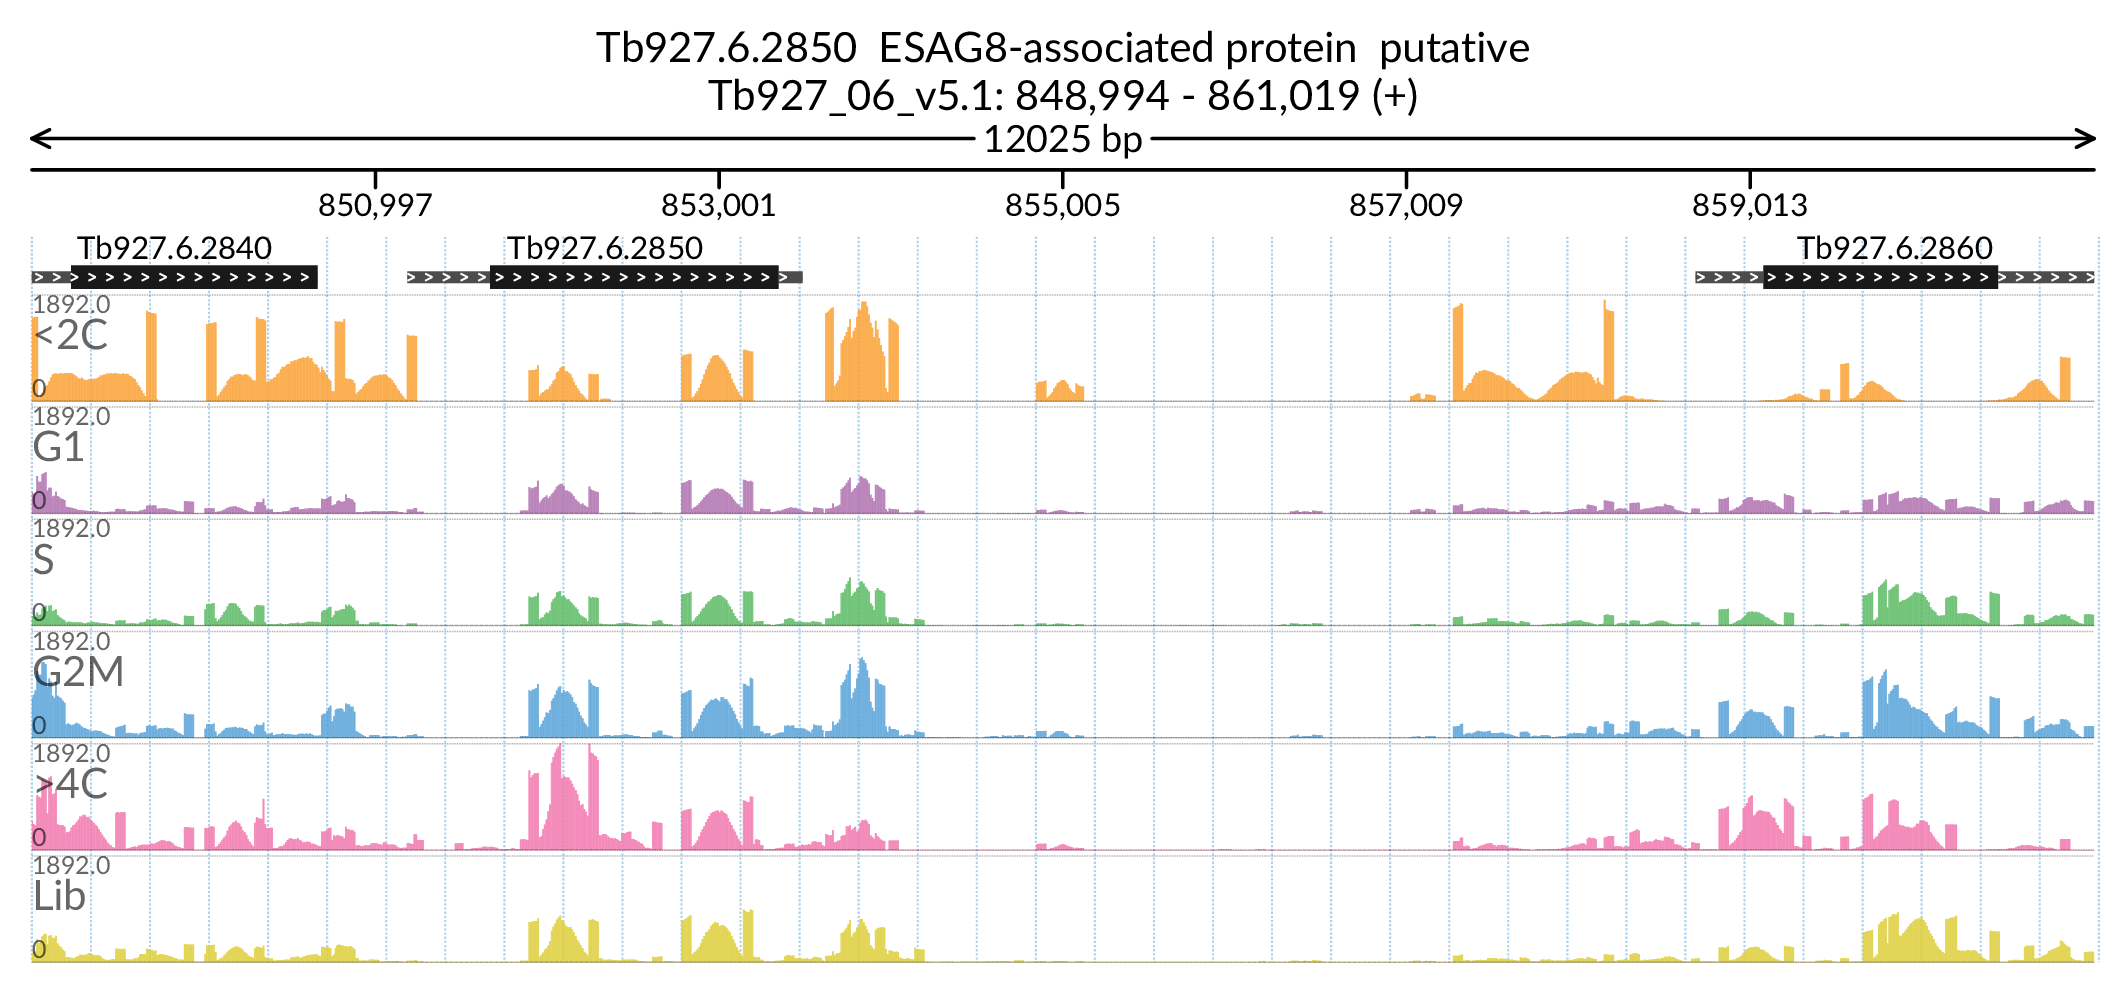 Tb927.6.2850  ESAG8-associated protein  putative
Tb927_06_v5.1: 848,994 - 861,019 (+)
12025 bp
850,997 853,001 855,005 857,009 859,013
Tb927.6.2840 Tb927.6.2850 Tb927.6.2860
1892.0
<2C
0
1892.0
G1
0
1892.0
S
0
1892.0
G2M
0
1892.0
>4C
0
1892.0
Lib
0